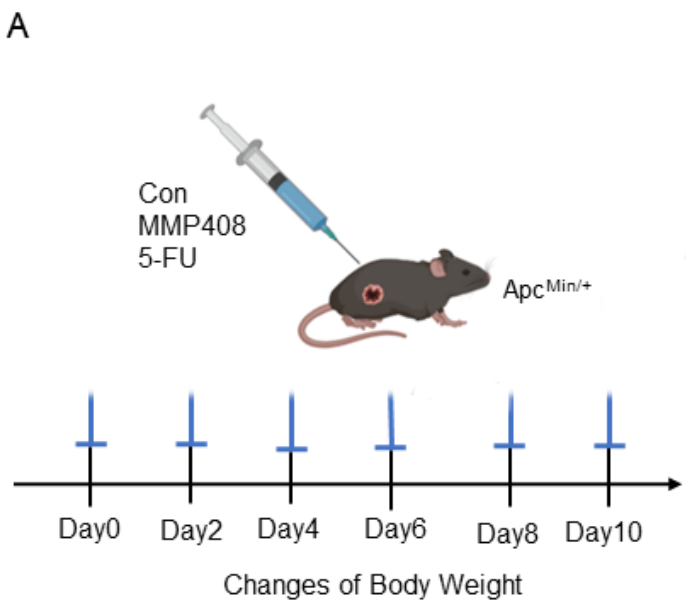 A
Con
MMP408
5-FU
Apc^Min/+
Day0 Day2 Day4 Day6 Day8 Day10
Changes of Body Weight